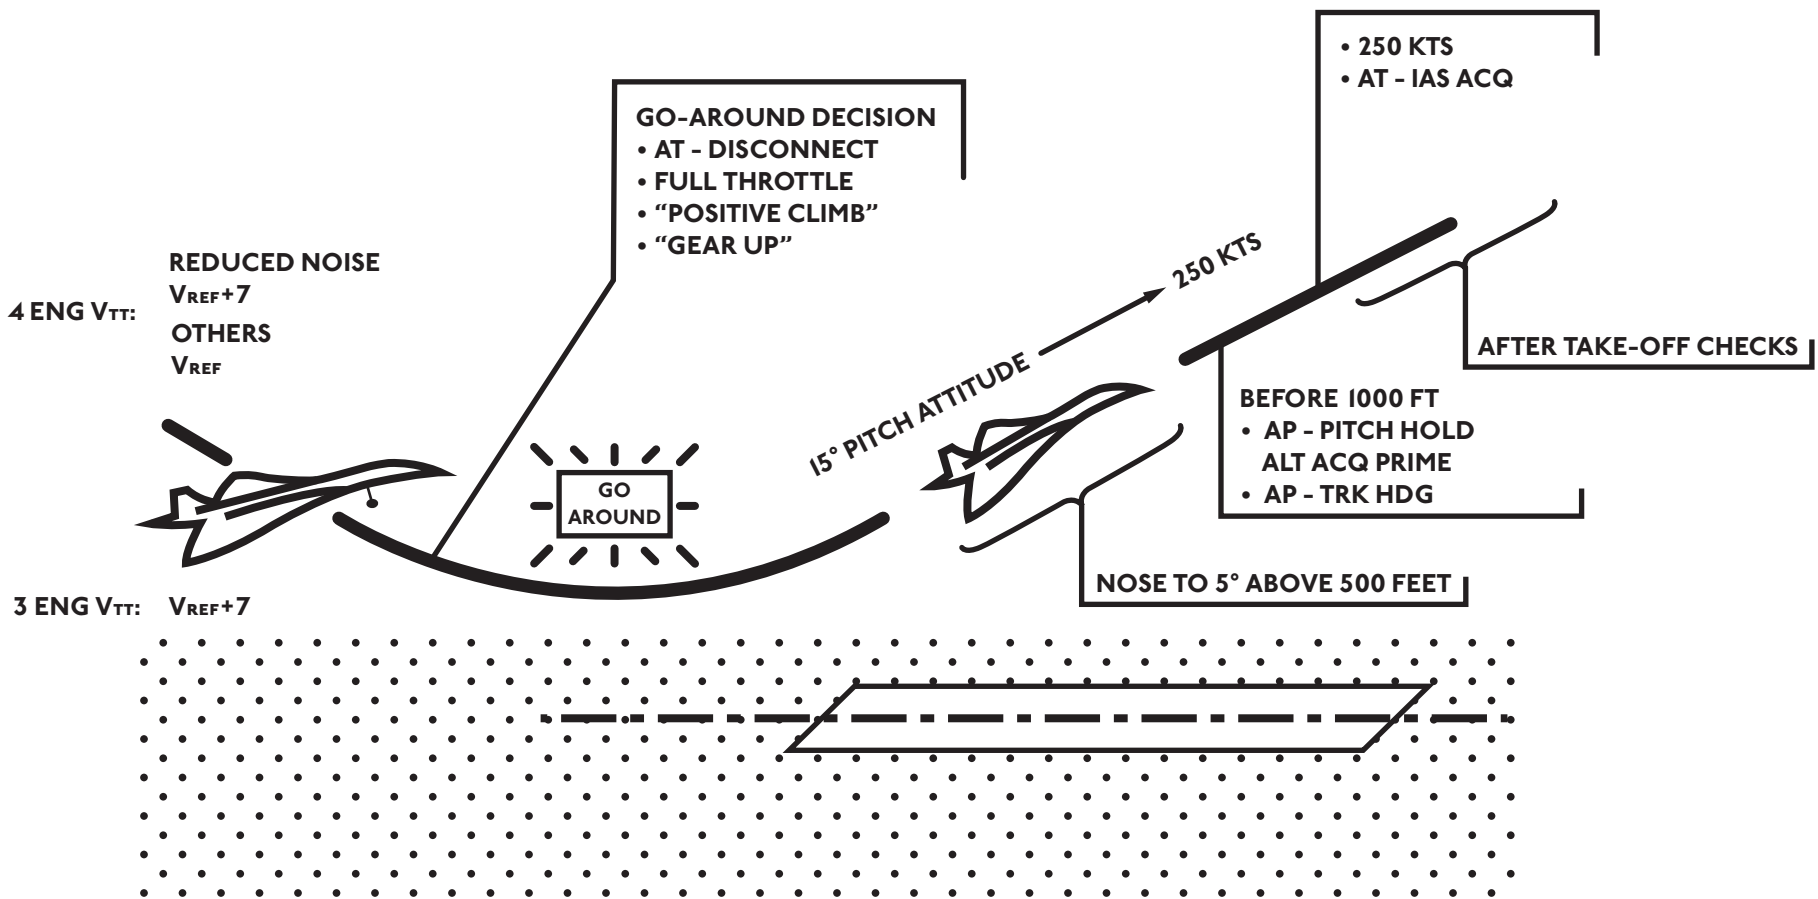 • 250 KTS
• AT - IAS ACQ
GO-AROUND DECISION
• AT - DISCONNECT
• FULL THROTTLE
• “POSITIVE CLIMB”
• “GEAR UP”
REDUCED NOISE
VREF+7
4 ENG VTT:
OTHERS
VREF
15° PITCH ATTITUDE
250 KTS
AFTER TAKE-OFF CHECKS
BEFORE 1000 FT
• AP - PITCH HOLD
ALT ACQ PRIME
• AP - TRK HDG
GO
AROUND
NOSE TO 5° ABOVE 500 FEET
3 ENG VTT: VREF+7